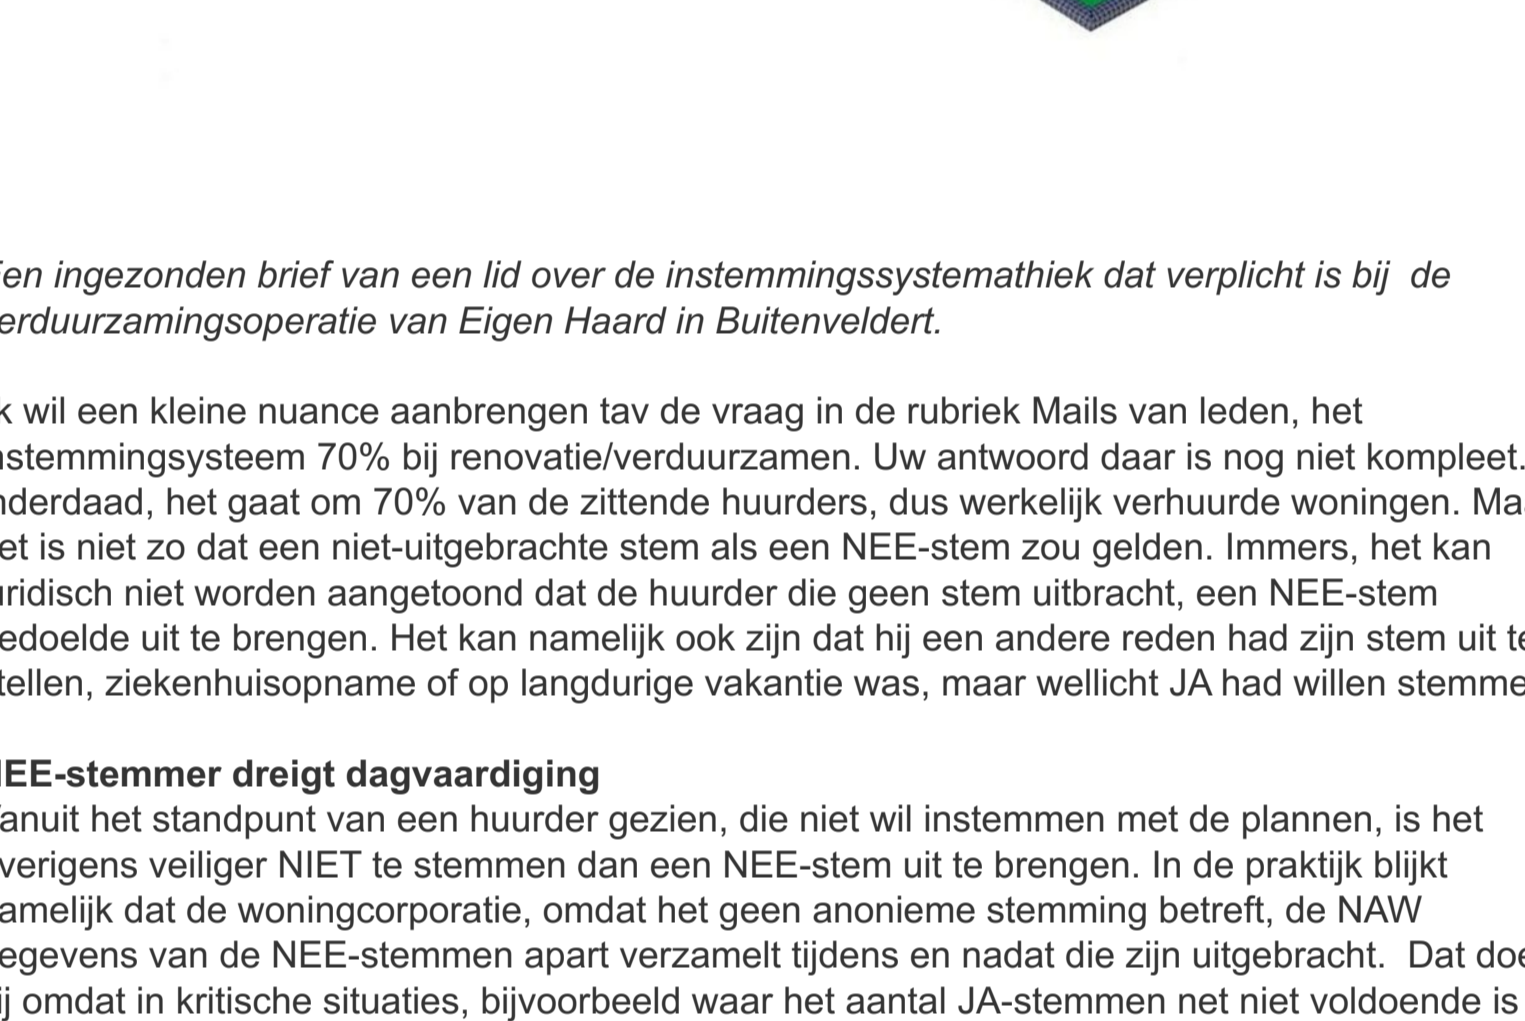 en ingezonden brief van een lid over de instemmingssystemathiek dat verplicht is bij de
erduurzamingsoperatie van Eigen Haard in Buitenveldert.
k wil een kleine nuance aanbrengen tav de vraag in de rubriek Mails van leden, het
stemmingsysteem 70% bij renovatie/verduurzamen. Uw antwoord daar is nog niet kompleet.
nderdaad, het gaat om 70% van de zittende huurders, dus werkelijk verhuurde woningen. Ma
et is niet zo dat een niet-uitgebrachte stem als een NEE-stem zou gelden. Immers, het kan
ridisch niet worden aangetoond dat de huurder die geen stem uitbracht, een NEE-stem
edoelde uit te brengen. Het kan namelijk ook zijn dat hij een andere reden had zijn stem uit te
tellen, ziekenhuisopname of op langdurige vakantie was, maar wellicht JA had willen stemme
EE-stemmer dreigt dagvaardiging
anuit het standpunt van een huurder gezien, die niet wil instemmen met de plannen, is het
verigens veiliger NIET te stemmen dan een NEE-stem uit te brengen. In de praktijk blijkt
amelijk dat de woningcorporatie, omdat het geen anonieme stemming betreft, de NAW
egevens van de NEE-stemmen apart verzamelt tijdens en nadat die zijn uitgebracht. Dat doe
ij omdat in kritische situaties, bijvoorbeeld waar het aantal JA-stemmen net niet voldoende is